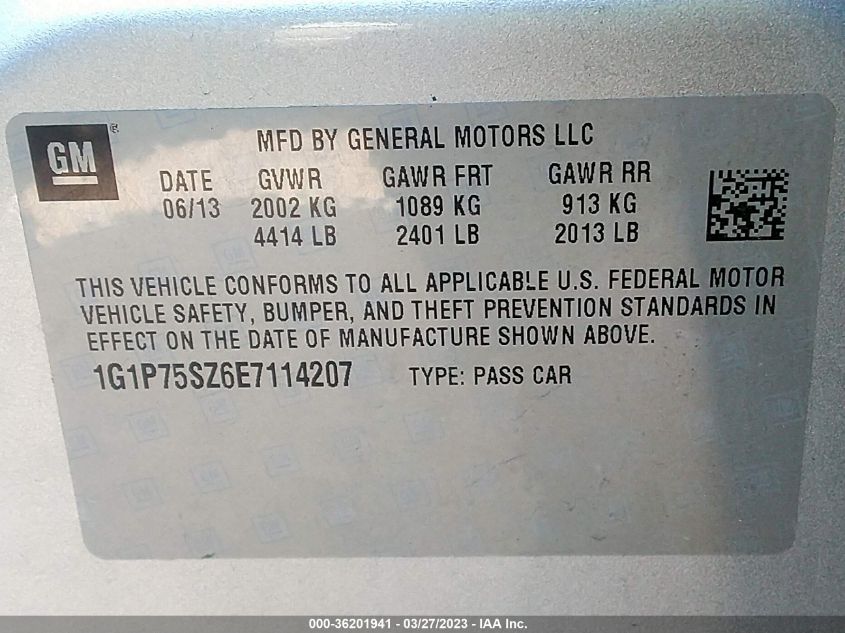 GM®
MFD BY GENERAL MOTORS LLC
DATE GVWR GAWR FRT GAWR RR
06/13 2002 KG 1089 KG 913 KG
4414 LB 2401 LB 2013 LB
THIS VEHICLE CONFORMS TO ALL APPLICABLE U.S. FEDERAL MOTOR
VEHICLE SAFETY, BUMPER, AND THEFT PREVENTION STANDARDS IN
EFFECT ON THE DATE OF MANUFACTURE SHOWN ABOVE.
1G1P75SZ6E7114207 TYPE: PASS CAR
000-36201941 — 03/27/2023 — IAA Inc.